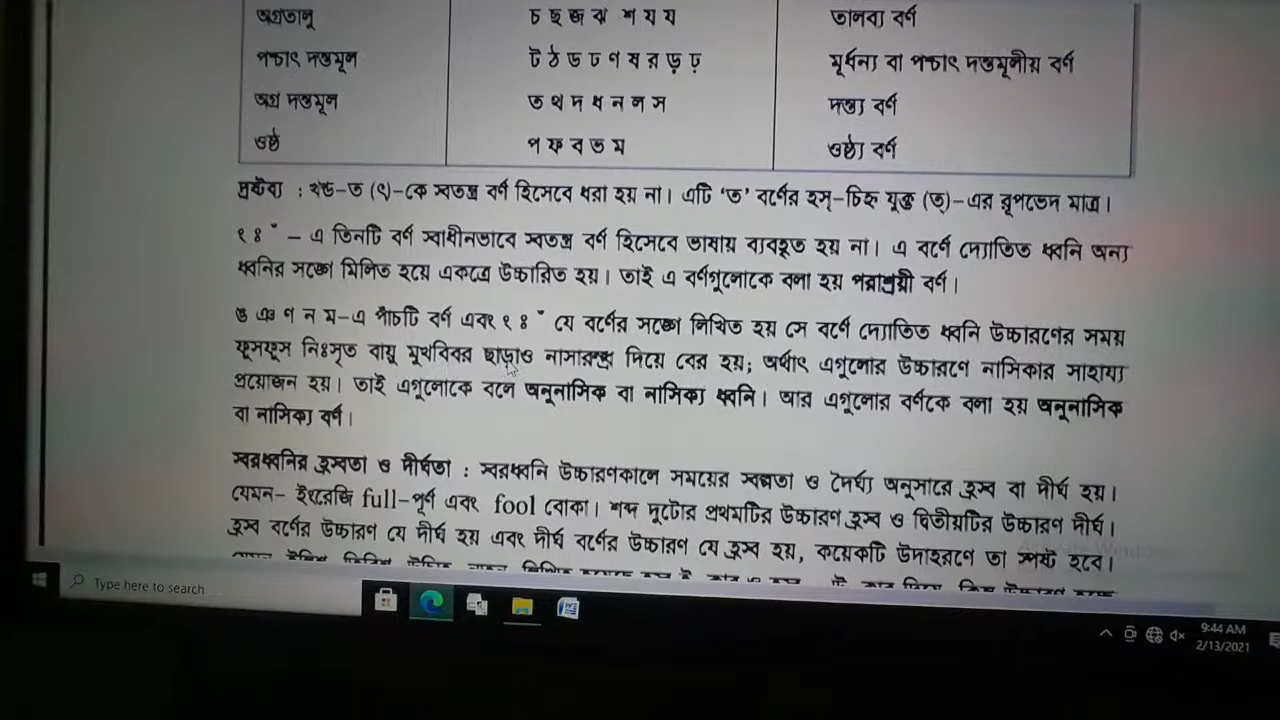 অগ্রতালু চ ছ জ ঝ শ য য় তালব্য বর্ণ
পশ্চাৎ দন্তমূল ট ঠ ড ঢ ণ ষ র ড় ঢ় মূর্ধন্য বা পশ্চাৎ দন্তমূলীয় বর্ণ
অগ্র দন্তমূল ত থ দ ধ ন ল স দন্ত্য বর্ণ
ওষ্ঠ প ফ ব ভ ম ওষ্ঠ্য বর্ণ
দ্রষ্টব্য : খণ্ড-ত (ৎ)-কে স্বতন্ত্র বর্ণ হিসেবে ধরা হয় না। এটি ‘ত’ বর্ণের হস্-চিহ্ন যুক্ত (ত্)-এর রূপভেদ মাত্র।
ং ঃ ঁ - এ তিনটি বর্ণ স্বাধীনভাবে স্বতন্ত্র বর্ণ হিসেবে ভাষায় ব্যবহৃত হয় না। এ বর্ণে দ্যোতিত ধ্বনি অন্য
ধ্বনির সঙ্গে মিলিত হয়ে একত্রে উচ্চারিত হয়। তাই এ বর্ণগুলোকে বলা হয় পরাশ্রয়ী বর্ণ।
ঙ ঞ ণ ন ম-এ পাঁচটি বর্ণ এবং ং ঃ ঁ যে বর্ণের সঙ্গে লিখিত হয় সে বর্ণে দ্যোতিত ধ্বনি উচ্চারণের সময়
ফুসফুস নিঃসৃত বায়ু মুখবিবর ছাড়াও নাসারন্ধ্র দিয়ে বের হয়; অর্থাৎ এগুলোর উচ্চারণে নাসিকার সাহায্য
প্রয়োজন হয়। তাই এগুলোকে বলে অনুনাসিক বা নাসিক্য ধ্বনি। আর এগুলোর বর্ণকে বলা হয় অনুনাসিক
বা নাসিক্য বর্ণ।
স্বরধ্বনির হ্রস্বতা ও দীর্ঘতা : স্বরধ্বনি উচ্চারণকালে সময়ের স্বল্পতা ও দৈর্ঘ্য অনুসারে হ্রস্ব বা দীর্ঘ হয়।
যেমন- ইংরেজি full-পূর্ণ এবং fool বোকা। শব্দ দুটোর প্রথমটির উচ্চারণ হ্রস্ব ও দ্বিতীয়টির উচ্চারণ দীর্ঘ।
হ্রস্ব বর্ণের উচ্চারণ যে দীর্ঘ হয় এবং দীর্ঘ বর্ণের উচ্চারণ যে হ্রস্ব হয়, কয়েকটি উদাহরণে তা স্পষ্ট হবে।
Type here to search
9:44 AM
2/13/2021